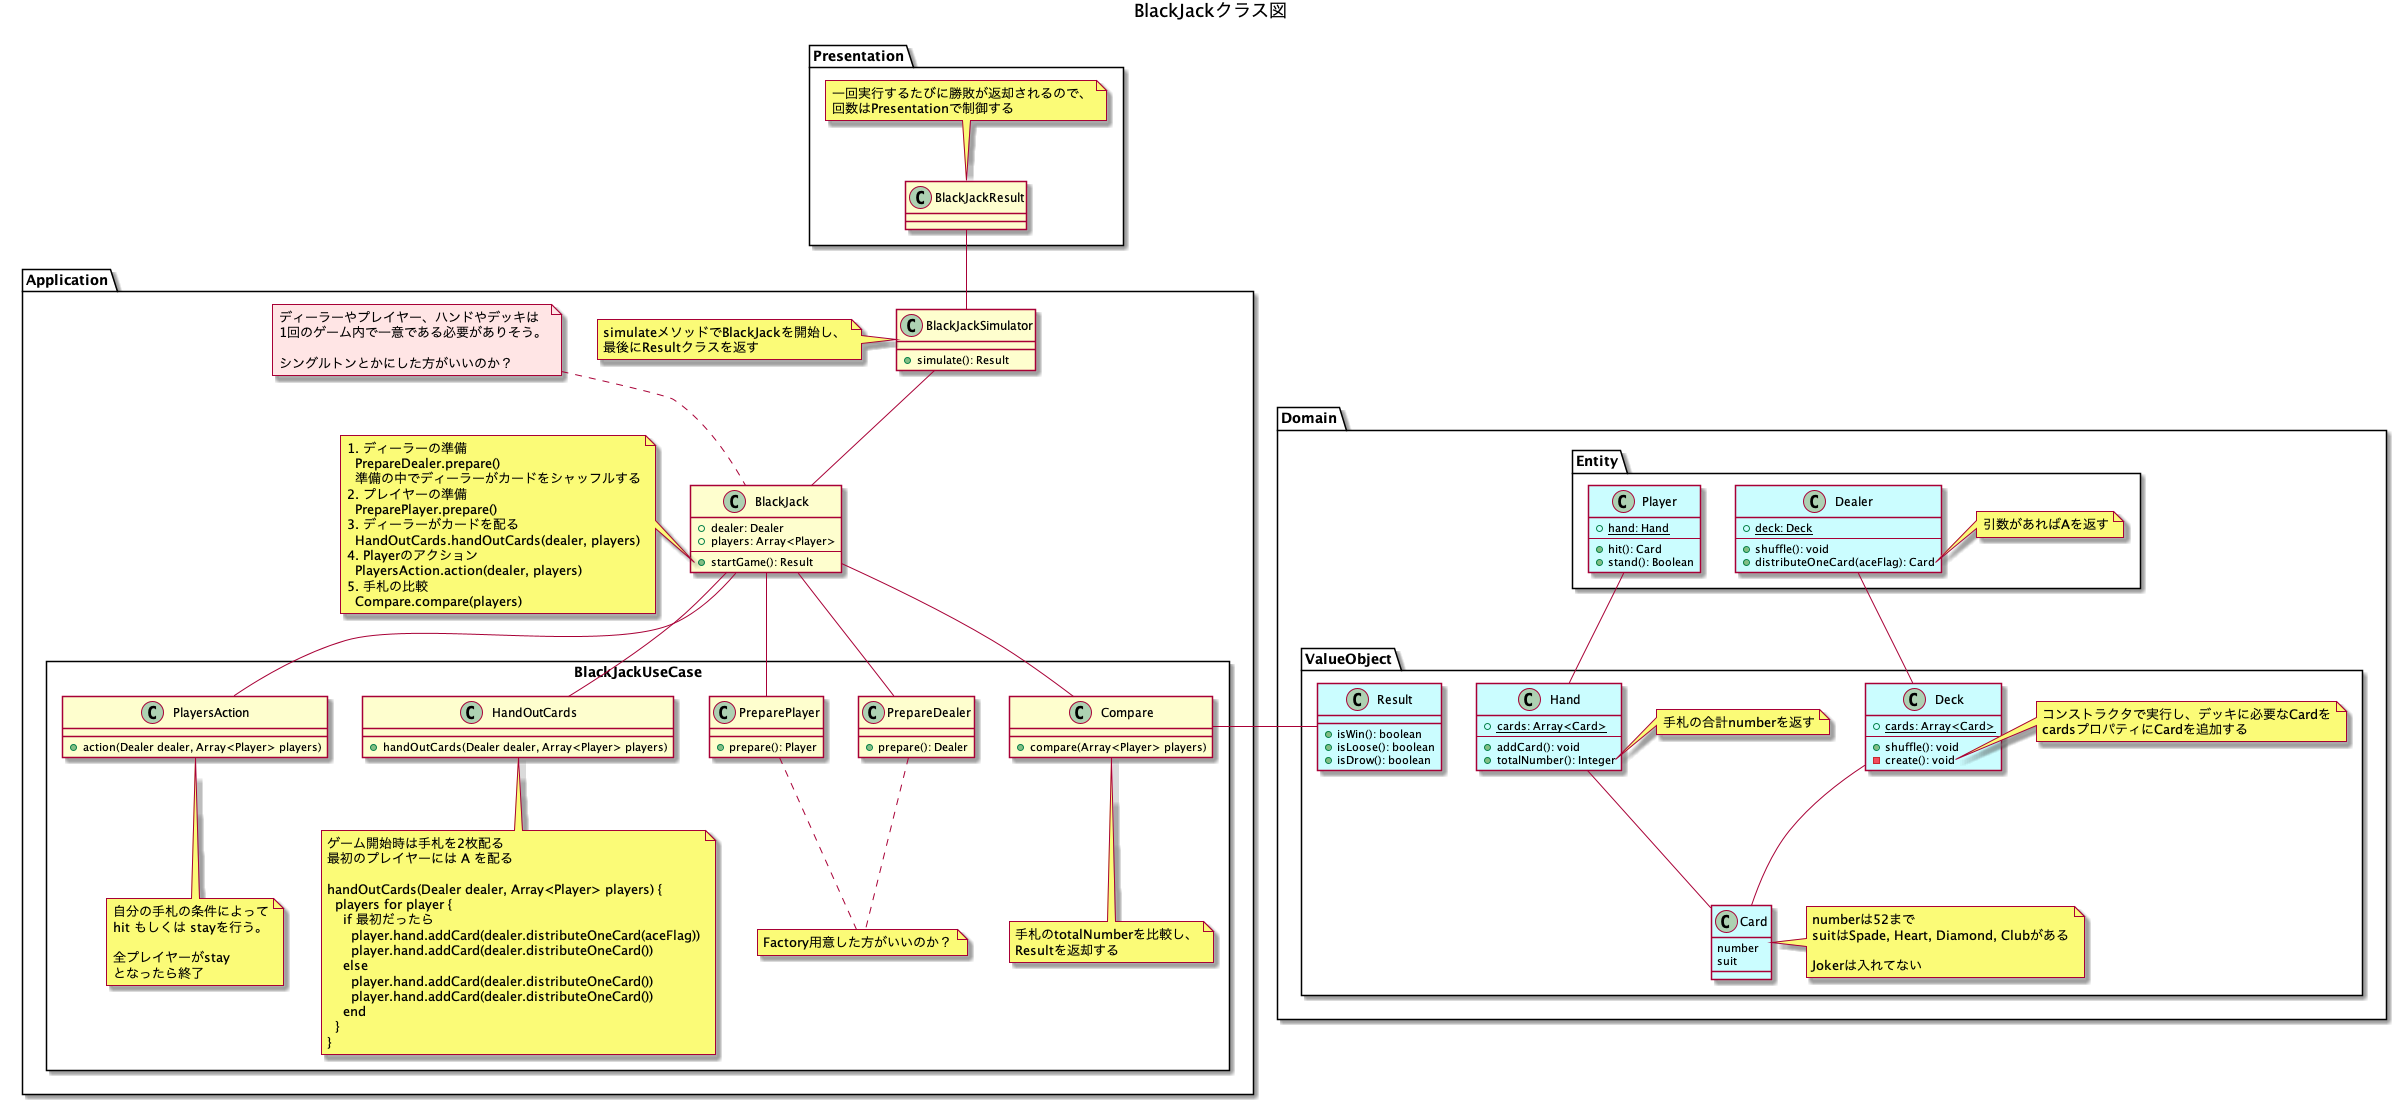 BlackJackクラス図
Presentation
一回実行するたびに勝敗が返却されるので、
回数はPresentationで制御する
BlackJackResult
Application
ディーラーやプレイヤー、ハンドやデッキは
1回のゲーム内で一意である必要がありそう。
シングルトンとかにした方がいいのか？
simulateメソッドでBlackJackを開始し、
最後にResultクラスを返す
BlackJackSimulator
simulate(): Result
1. ディーラーの準備
PrepareDealer.prepare()
準備の中でディーラーがカードをシャッフルする
2. プレイヤーの準備
PreparePlayer.prepare()
3. ディーラーがカードを配る
HandOutCards.handOutCards(dealer, players)
4. Playerのアクション
PlayersAction.action(dealer, players)
5. 手札の比較
Compare.compare(players)
BlackJack
dealer: Dealer
players: Array<Player>
startGame(): Result
BlackJackUseCase
PlayersAction
action(Dealer dealer, Array<Player> players)
HandOutCards
handOutCards(Dealer dealer, Array<Player> players)
PreparePlayer
prepare(): Player
PrepareDealer
prepare(): Dealer
Compare
compare(Array<Player> players)
自分の手札の条件によって
hit もしくは stayを行う。
全プレイヤーがstay
となったら終了
ゲーム開始時は手札を2枚配る
最初のプレイヤーには A を配る
handOutCards(Dealer dealer, Array<Player> players) {
players for player {
if 最初だったら
player.hand.addCard(dealer.distributeOneCard(aceFlag))
player.hand.addCard(dealer.distributeOneCard())
else
player.hand.addCard(dealer.distributeOneCard())
player.hand.addCard(dealer.distributeOneCard())
end
}
}
Factory用意した方がいいのか？
手札のtotalNumberを比較し、
Resultを返却する
Domain
Entity
Player
hand: Hand
hit(): Card
stand(): Boolean
Dealer
deck: Deck
shuffle(): void
distributeOneCard(aceFlag): Card
引数があればAを返す
ValueObject
Result
isWin(): boolean
isLoose(): boolean
isDrow(): boolean
Hand
cards: Array<Card>
addCard(): void
totalNumber(): Integer
手札の合計numberを返す
Deck
cards: Array<Card>
shuffle(): void
create(): void
コンストラクタで実行し、デッキに必要なCardを
cardsプロパティにCardを追加する
Card
number
suit
numberは52まで
suitはSpade, Heart, Diamond, Clubがある
Jokerは入れてない